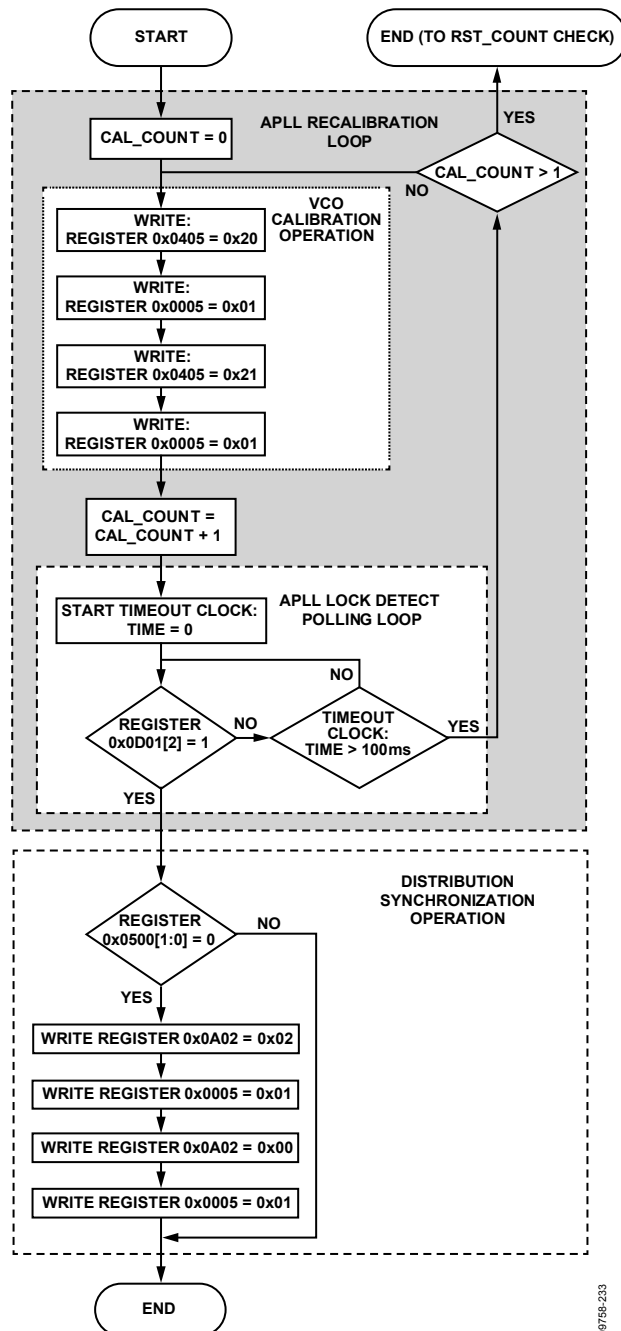 START
END (TO RST_COUNT CHECK)
YES
CAL_COUNT = 0
APLL RECALIBRATION
LOOP
CAL_COUNT > 1
NO
VCO
CALIBRATION
OPERATION
WRITE:
REGISTER 0x0405 = 0x20
WRITE:
REGISTER 0x0005 = 0x01
WRITE:
REGISTER 0x0405 = 0x21
WRITE:
REGISTER 0x0005 = 0x01
CAL_COUNT =
CAL_COUNT + 1
START TIMEOUT CLOCK:
TIME = 0
APLL LOCK DETECT
POLLING LOOP
NO
REGISTER
0x0D01[2] = 1
NO
TIMEOUT
CLOCK:
TIME > 100ms
YES
YES
DISTRIBUTION
SYNCHRONIZATION
OPERATION
REGISTER
0x0500[1:0] = 0
NO
YES
WRITE REGISTER 0x0A02 = 0x02
WRITE REGISTER 0x0005 = 0x01
WRITE REGISTER 0x0A02 = 0x00
WRITE REGISTER 0x0005 = 0x01
END